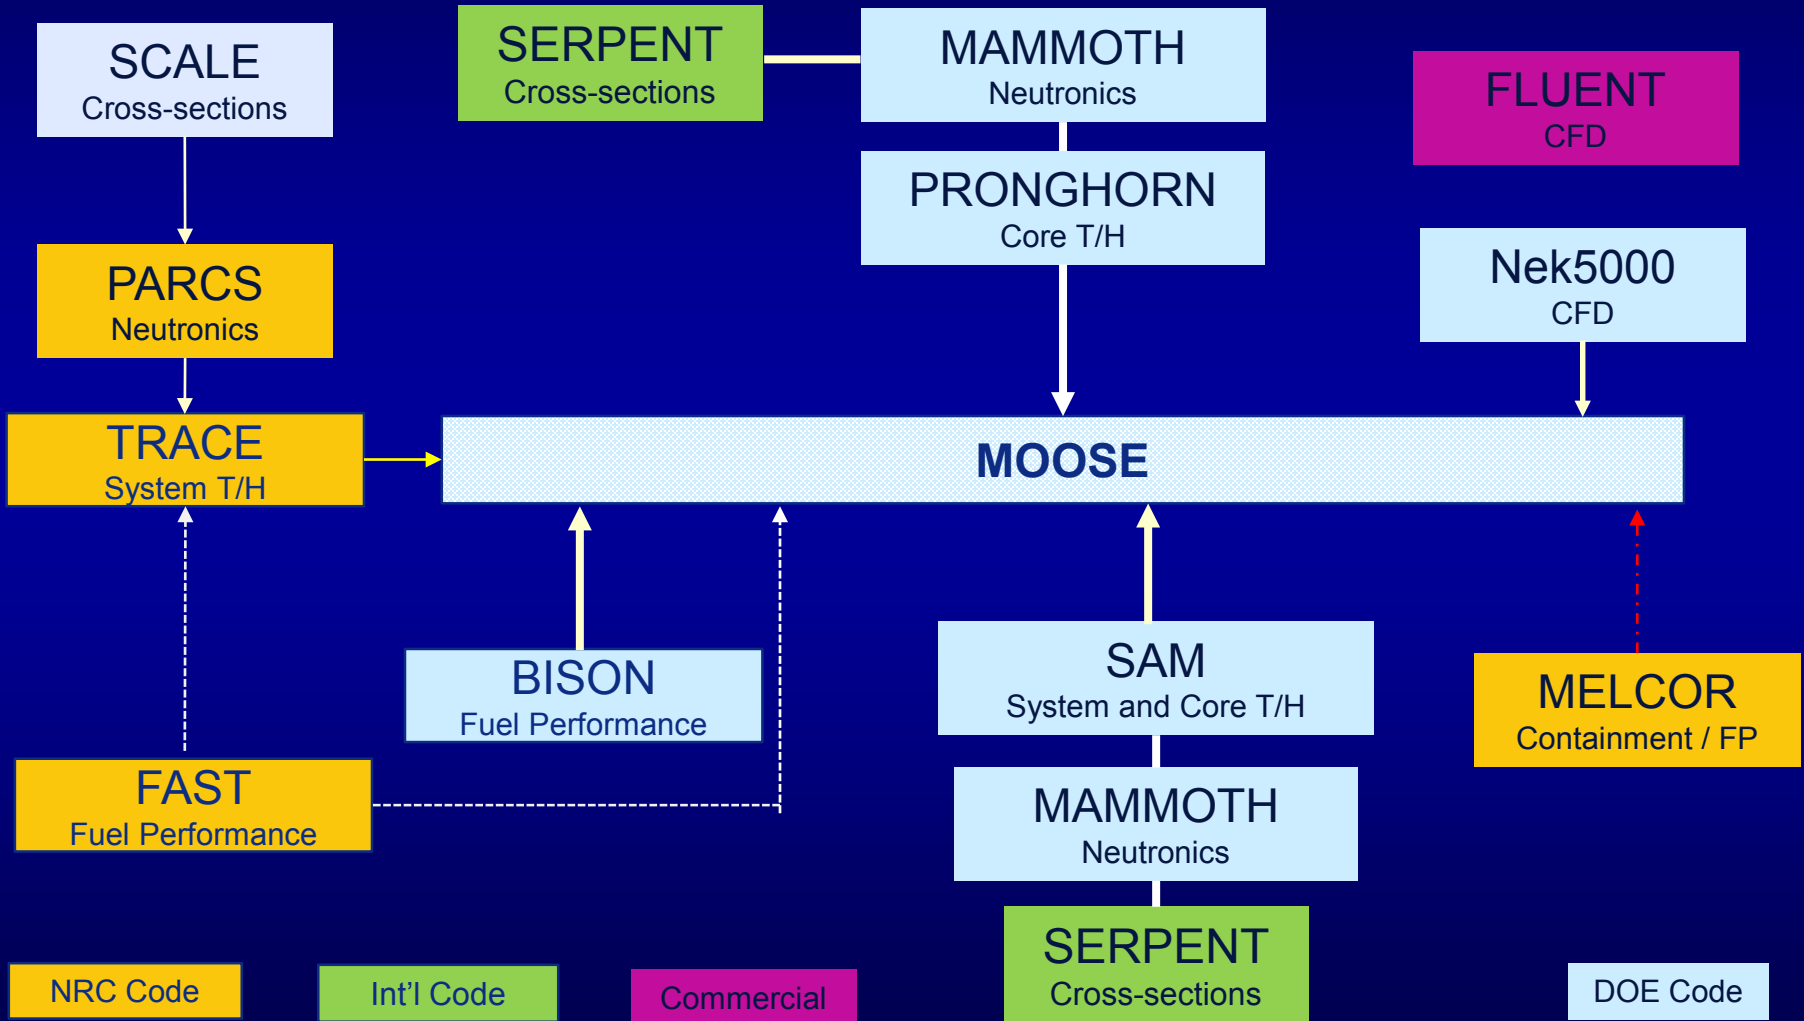 SCALE
Cross-sections
SERPENT
Cross-sections
MAMMOTH
Neutronics
FLUENT
CFD
PRONGHORN
Core T/H
PARCS
Neutronics
Nek5000
CFD
TRACE
System T/H
MOOSE
BISON
Fuel Performance
SAM
System and Core T/H
MELCOR
Containment / FP
FAST
Fuel Performance
MAMMOTH
Neutronics
SERPENT
Cross-sections
NRC Code
Int'l Code
Commercial
DOE Code